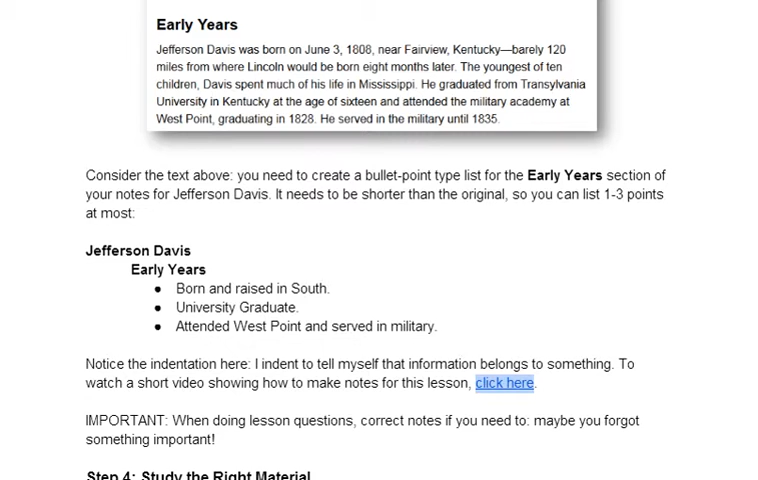 Early Years
Jefferson Davis was born on June 3, 1808, near Fairview, Kentucky—barely 120
miles from where Lincoln would be born eight months later. The youngest of ten
children, Davis spent much of his life in Mississippi. He graduated from Transylvania
University in Kentucky at the age of sixteen and attended the military academy at
West Point, graduating in 1828. He served in the military until 1835.
Consider the text above: you need to create a bullet-point type list for the Early Years section of
your notes for Jefferson Davis. It needs to be shorter than the original, so you can list 1-3 points
at most:
Jefferson Davis
Early Years
● Born and raised in South.
● University Graduate.
● Attended West Point and served in military.
Notice the indentation here: I indent to tell myself that information belongs to something. To
watch a short video showing how to make notes for this lesson, click here.
IMPORTANT: When doing lesson questions, correct notes if you need to: maybe you forgot
something important!
Step 4: Study the Right Material